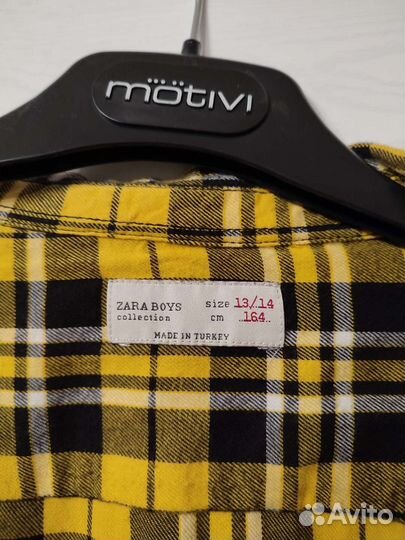 mötivi
ZARA BOYS size 13/14
collection cm 164
MADE IN TURKEY
Avito